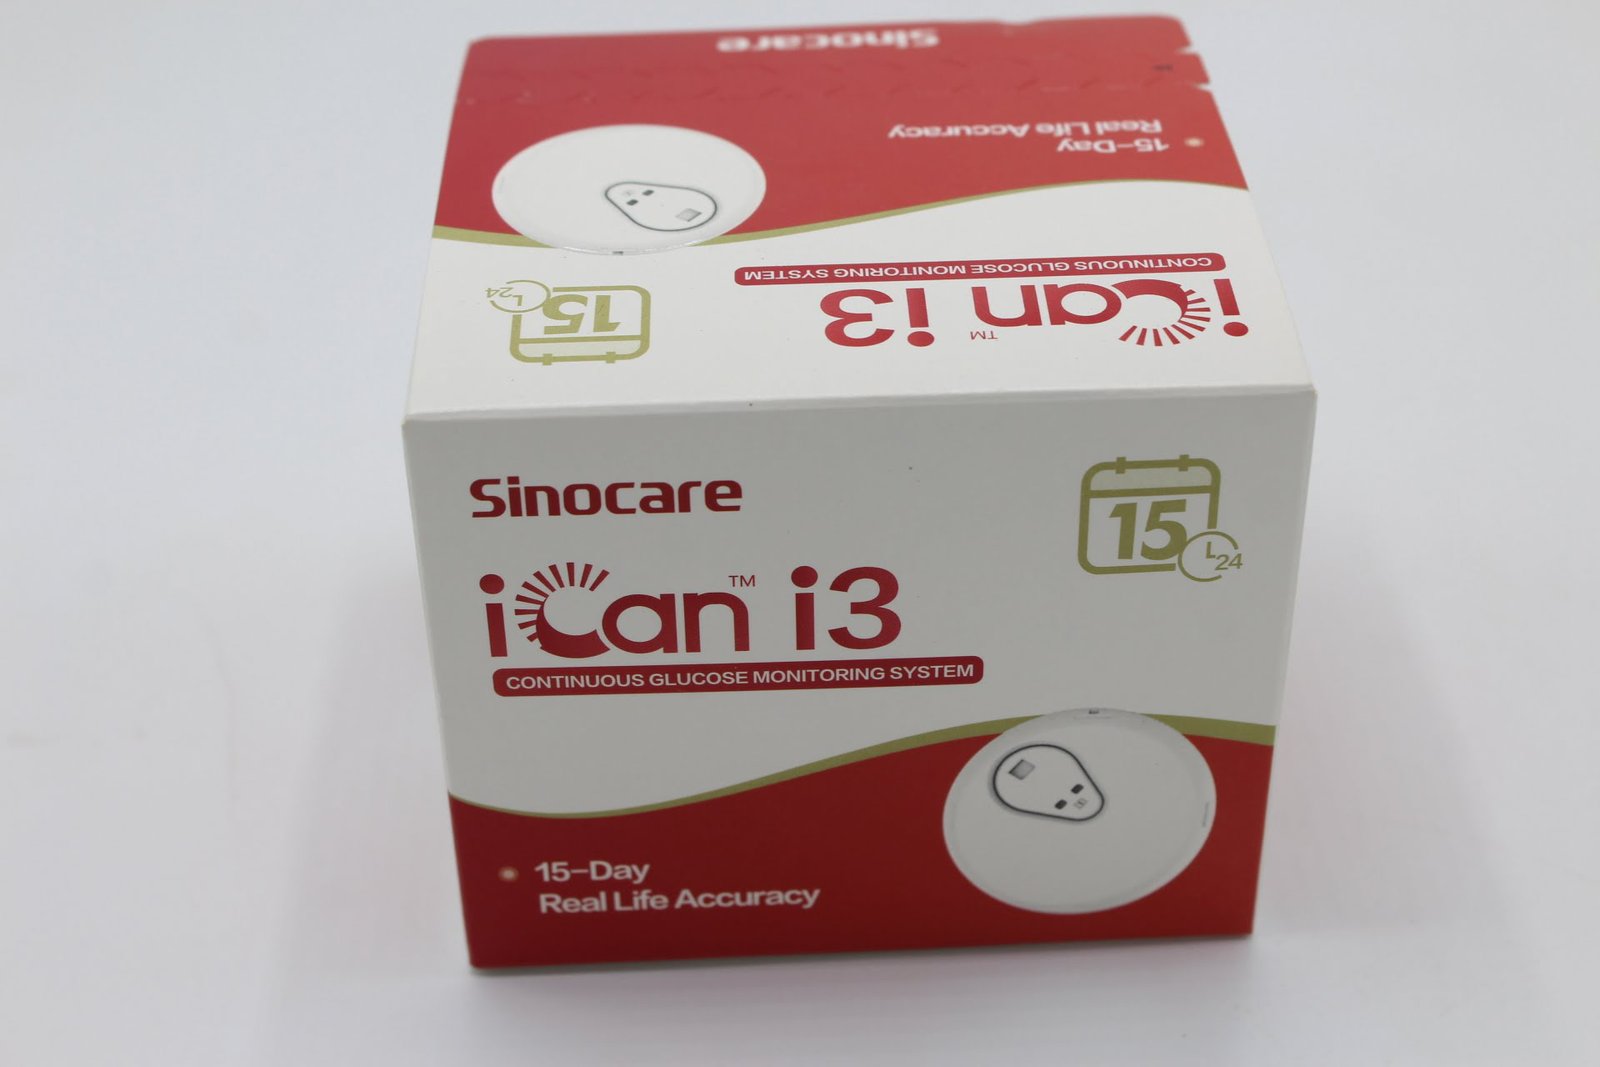 Sinocare
15-Day
Real Life Accuracy
iCan™ i3
CONTINUOUS GLUCOSE MONITORING SYSTEM
15
24
Sinocare
15
24
iCan™ i3
CONTINUOUS GLUCOSE MONITORING SYSTEM
15-Day
Real Life Accuracy